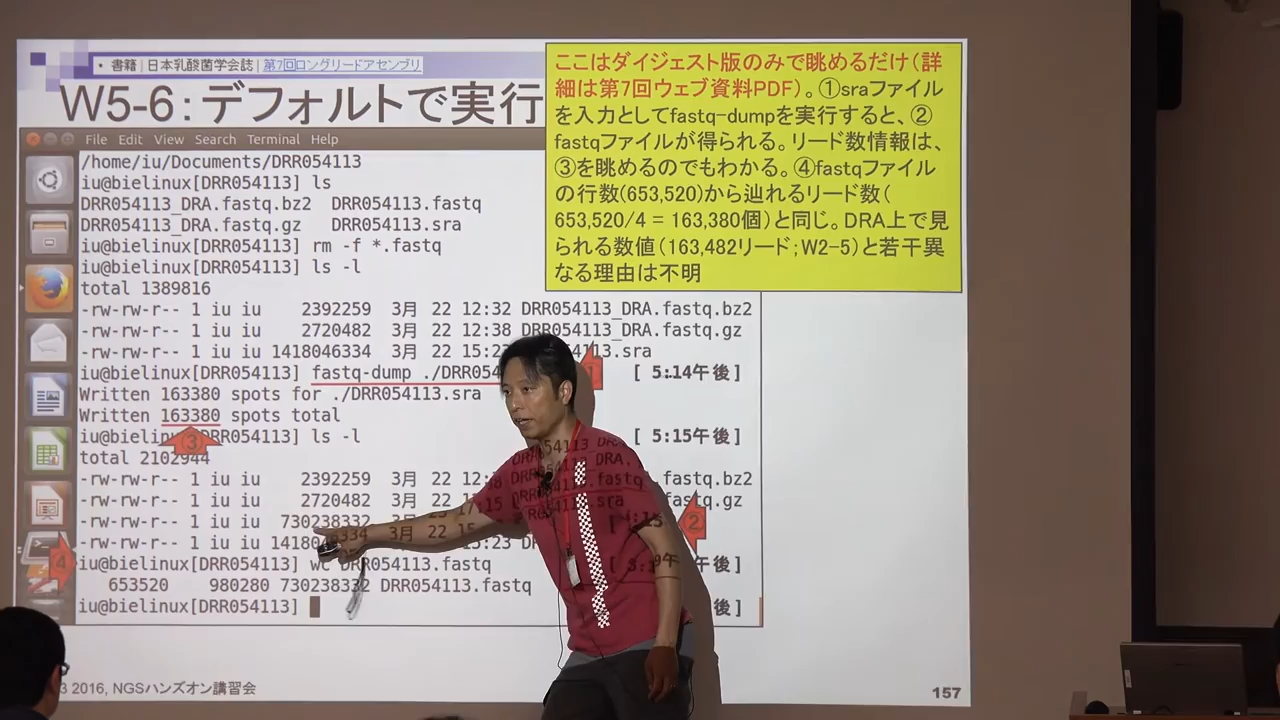 • 書籍 | 日本乳酸菌学会誌 | 第7回ロングリードアセンブリ
W5-6：デフォルトで実行
ここはダイジェスト版のみで眺めるだけ（詳
細は第7回ウェブ資料PDF）。①sraファイル
を入力としてfastq-dumpを実行すると、②
fastqファイルが得られる。リード数情報は、
③を眺めるのでもわかる。④fastqファイル
の行数(653,520)から辿れるリード数（
653,520/4 = 163,380個）と同じ。DRA上で見
られる数値（163,482リード；W2-5）と若干異
なる理由は不明
File Edit View Search Terminal Help
/home/iu/Documents/DRR054113
iu@bielinux[DRR054113] ls
DRR054113_DRA.fastq.bz2 DRR054113.fastq
DRR054113_DRA.fastq.gz DRR054113.sra
iu@bielinux[DRR054113] rm -f *.fastq
iu@bielinux[DRR054113] ls -l
total 1389816
-rw-rw-r-- 1 iu iu 2392259 3月 22 12:32 DRR054113_DRA.fastq.bz2
-rw-rw-r-- 1 iu iu 2720482 3月 22 12:38 DRR054113_DRA.fastq.gz
-rw-rw-r-- 1 iu iu 1418046334 3月 22 .sra
iu@bielinux[DRR054113] fastq-dump ./DRR054 [ 5:14午後]
Written 163380 spots for ./DRR054113.sra
Written 163380 spots total
iu@bielinux[DRR054113] ls -l [ 5:15午後]
total 2102944
-rw-rw-r-- 1 iu iu 2392259 3月 22 .fastq.bz2
-rw-rw-r-- 1 iu iu 2720482 3月 22 .fastq.gz
-rw-rw-r-- 1 iu iu 730238332
-rw-rw-r-- 1 iu iu 3月 22
iu@bielinux[DRR054113] wc DRR054113.fastq 午後]
653520 980280 730238332 DRR054113.fastq
iu@bielinux[DRR054113] 後]
① ② ③ ④
2016, NGSハンズオン講習会
157